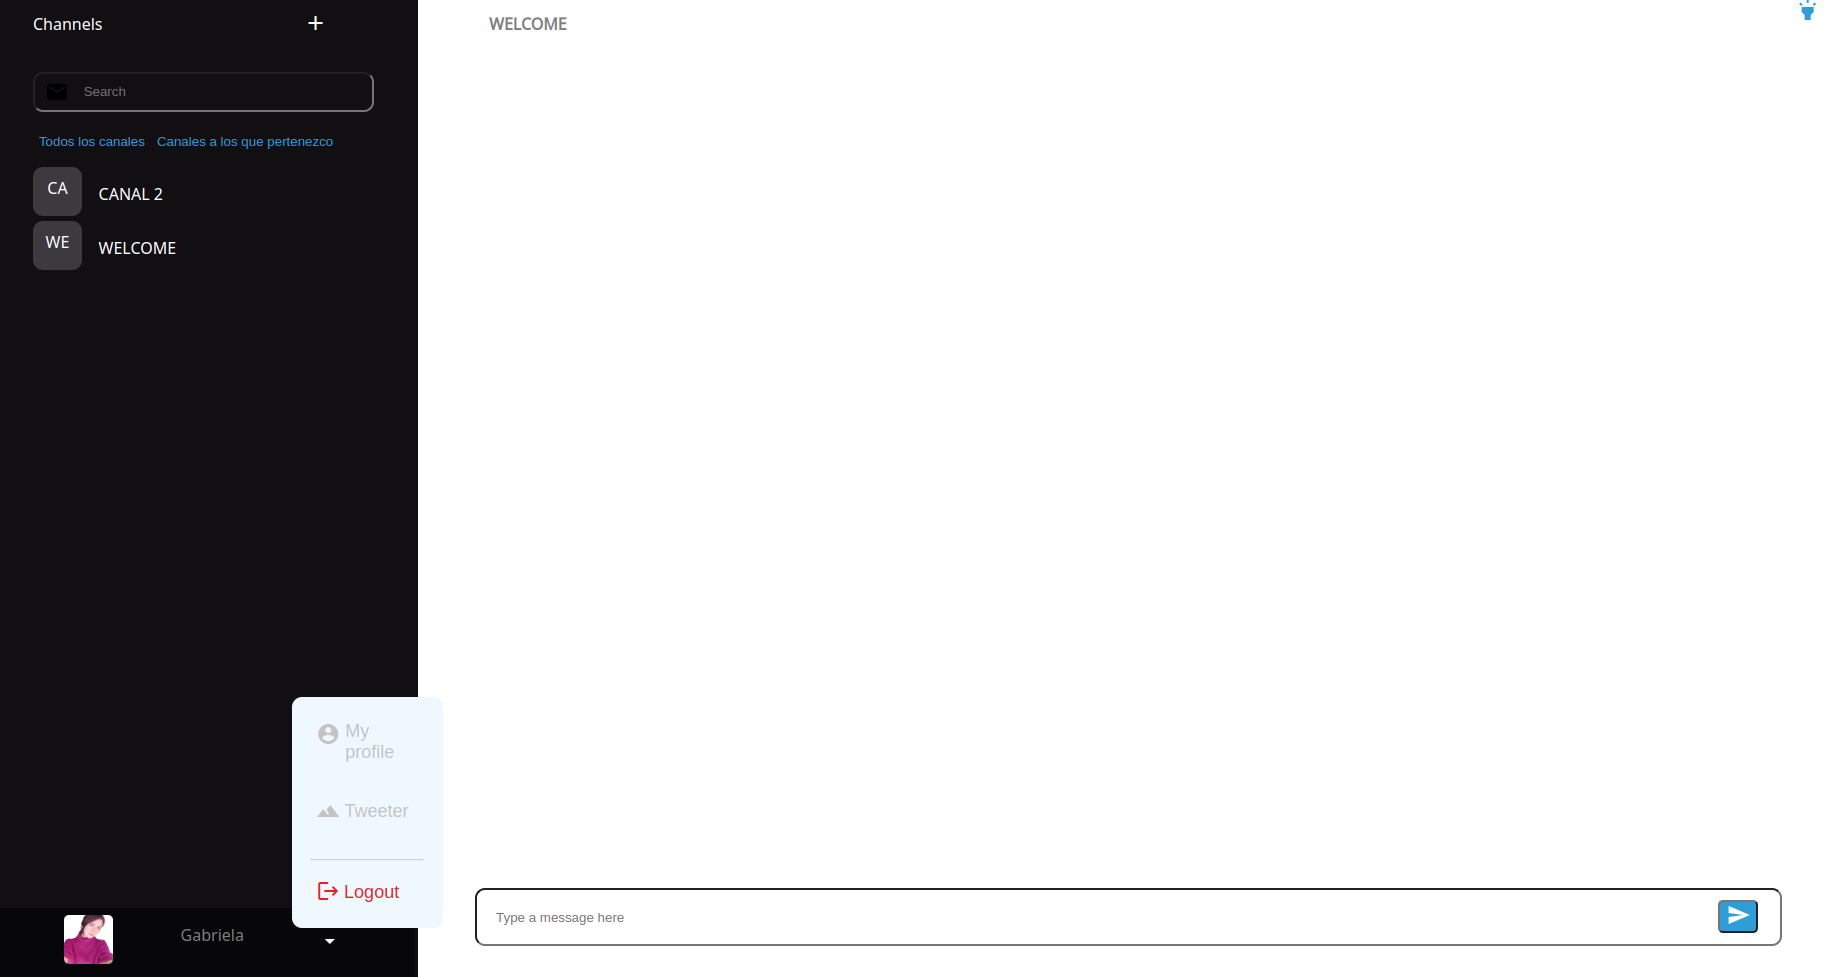 Channels
WELCOME
Search
Todos los canales Canales a los que pertenezco
CA CANAL 2
WE WELCOME
My
profile
Tweeter
Logout
Type a message here
Gabriela